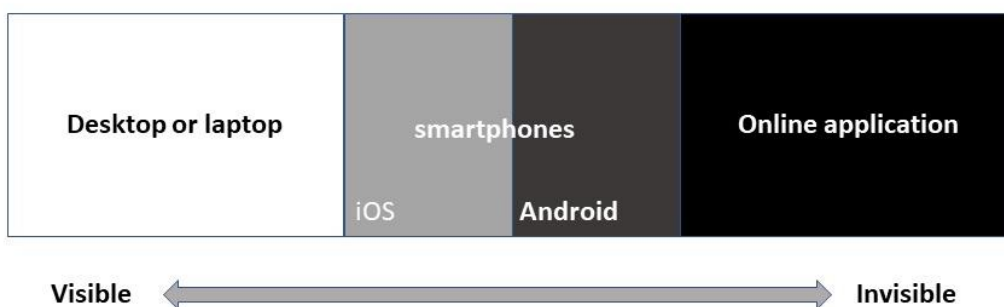 Desktop or laptop
smartphones
Online application
iOS
Android
Visible
Invisible